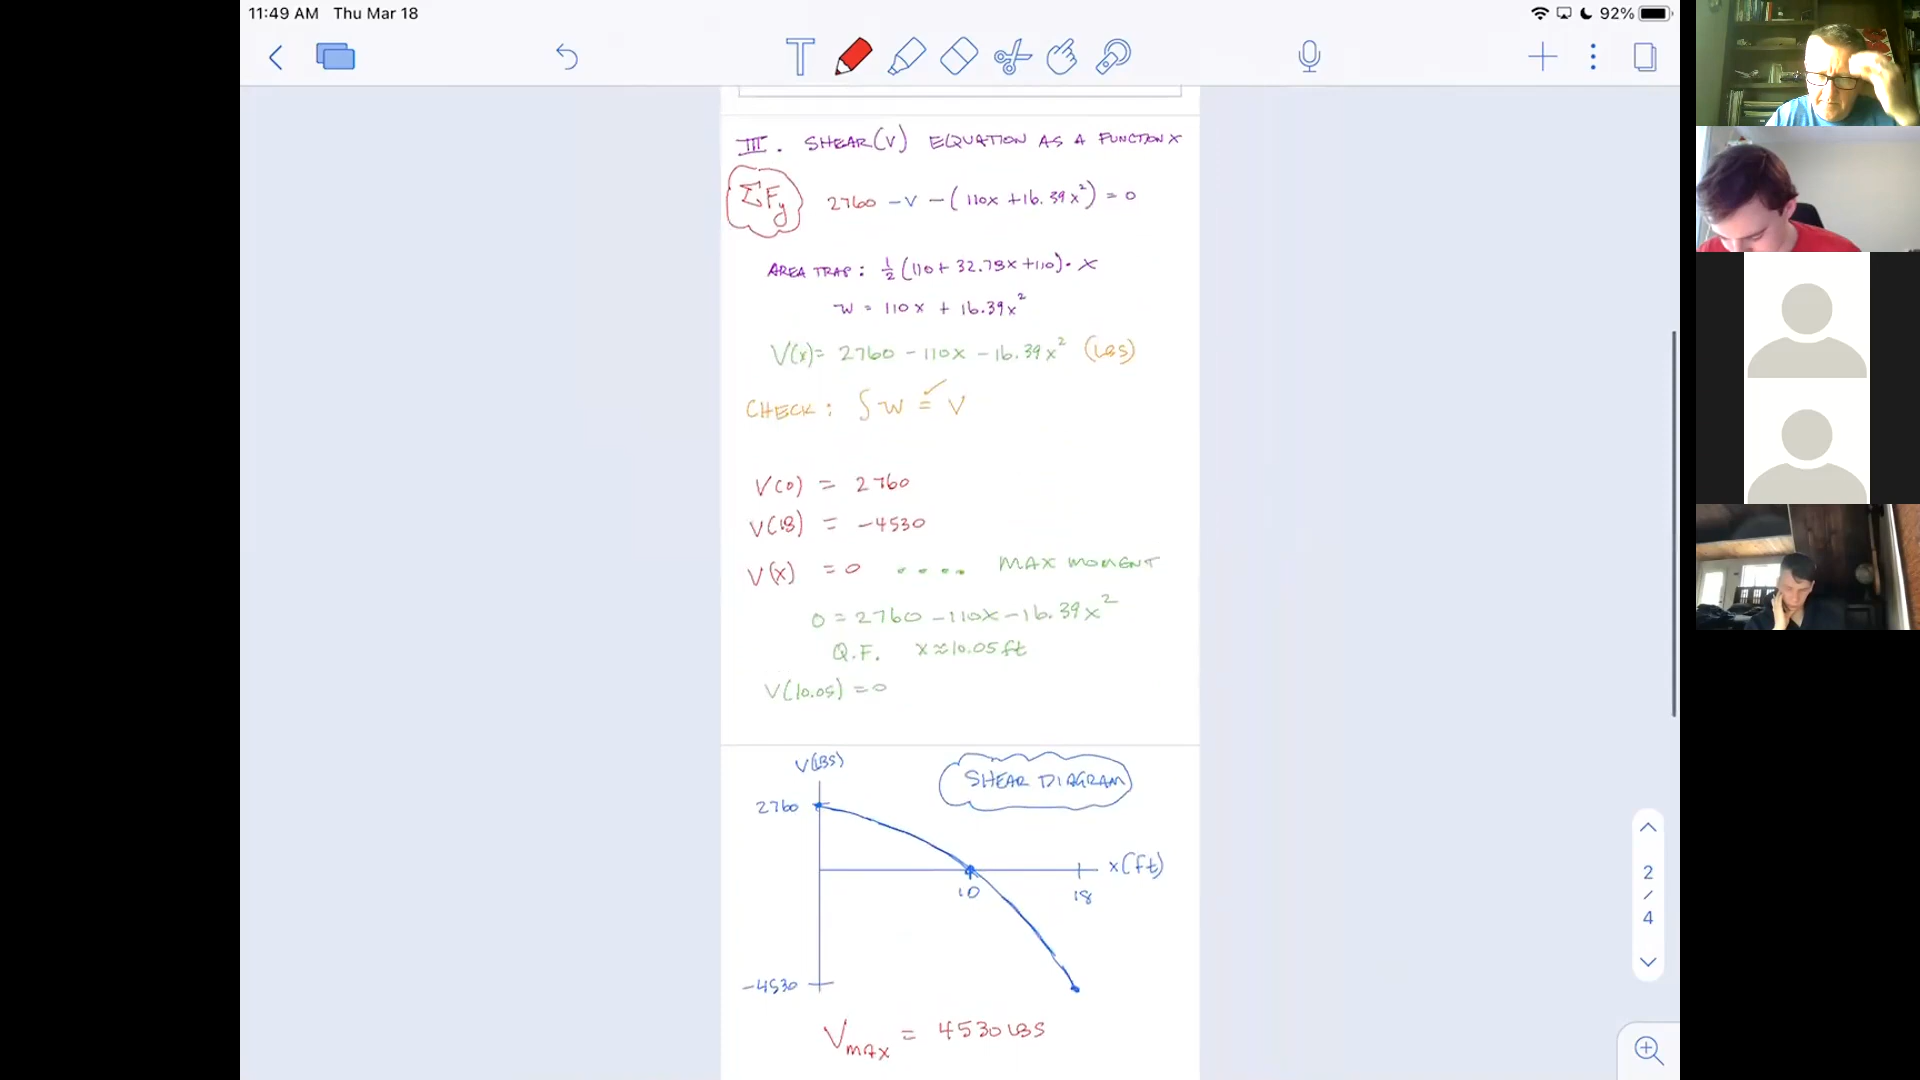 11:49 AM Thu Mar 18
92%
III. SHEAR(V) EQUATION AS A FUNCTION X
ΣFy 2760 - V - (110x + 16.39x²) = 0
AREA TRAP: ½(110 + 32.78x + 110) · X
W = 110x + 16.39x²
V(x) = 2760 - 110x - 16.39x² (LBS)
CHECK: ∫W = V ✓
V(0) = 2760
V(18) = -4530
V(x) = 0 .... MAX MOMENT
0 = 2760 - 110x - 16.39x²
Q.F. x ≈ 10.05 ft
V(10.05) = 0
V(LBS)
SHEAR DIAGRAM
2760
x(ft)
10
18
-4530
VMAX = 4530 LBS
2
/
4